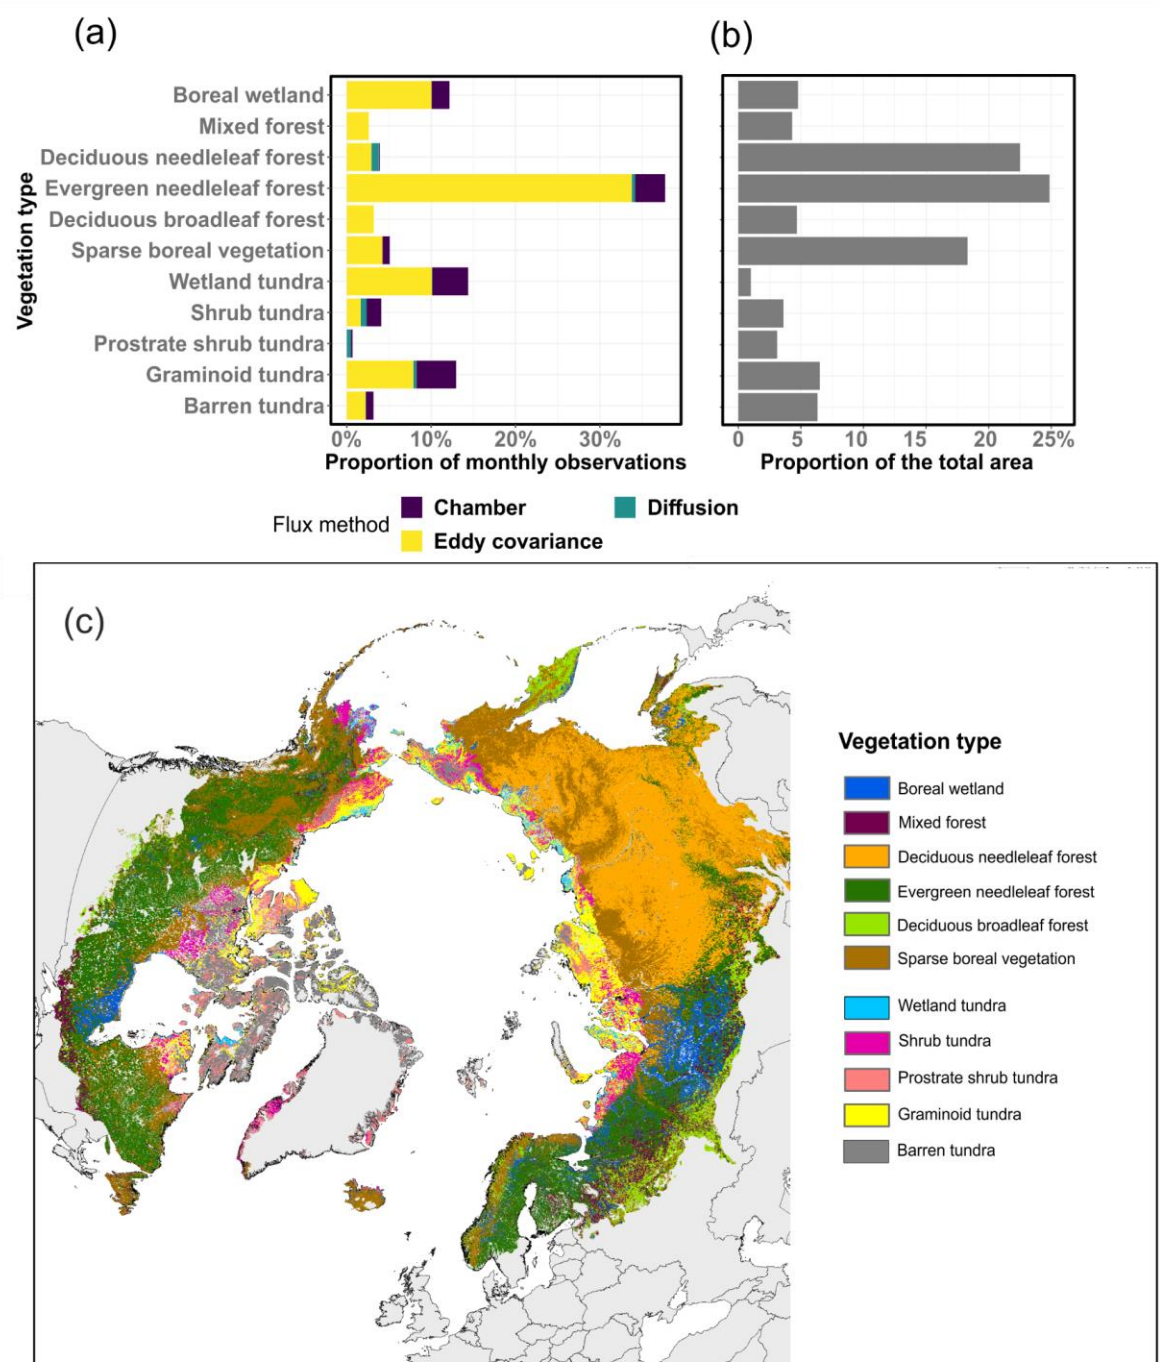 (a)
(b)
Vegetation type
Boreal wetland
Mixed forest
Deciduous needleleaf forest
Evergreen needleleaf forest
Deciduous broadleaf forest
Sparse boreal vegetation
Wetland tundra
Shrub tundra
Prostrate shrub tundra
Graminoid tundra
Barren tundra
0% 10% 20% 30%
Proportion of monthly observations
0 5 10 15 20 25%
Proportion of the total area
Flux method
Chamber
Diffusion
Eddy covariance
(c)
Vegetation type
Boreal wetland
Mixed forest
Deciduous needleleaf forest
Evergreen needleleaf forest
Deciduous broadleaf forest
Sparse boreal vegetation
Wetland tundra
Shrub tundra
Prostrate shrub tundra
Graminoid tundra
Barren tundra